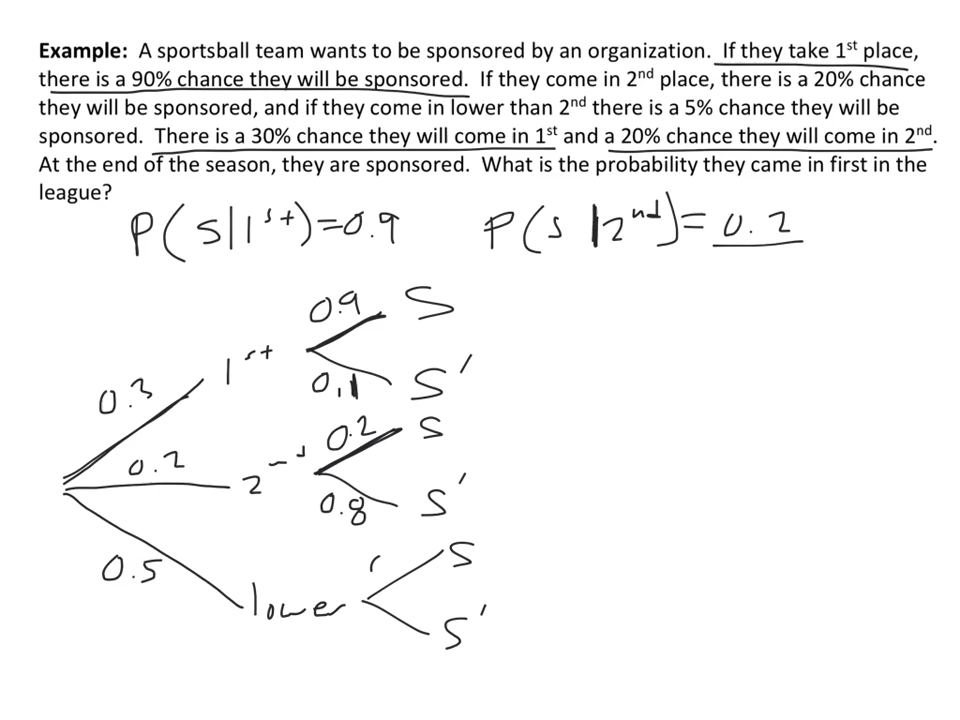 Example: A sportsball team wants to be sponsored by an organization. If they take 1st place,
there is a 90% chance they will be sponsored. If they come in 2nd place, there is a 20% chance
they will be sponsored, and if they come in lower than 2nd there is a 5% chance they will be
sponsored. There is a 30% chance they will come in 1st and a 20% chance they will come in 2nd.
At the end of the season, they are sponsored. What is the probability they came in first in the
league?
P(S|1st)=0.9 P(S|2nd)=0.2
0.9 S
1st
0.3 0.1 S'
0.2 S
0.2 2nd
0.8 S'
0.5 S
lower
S'